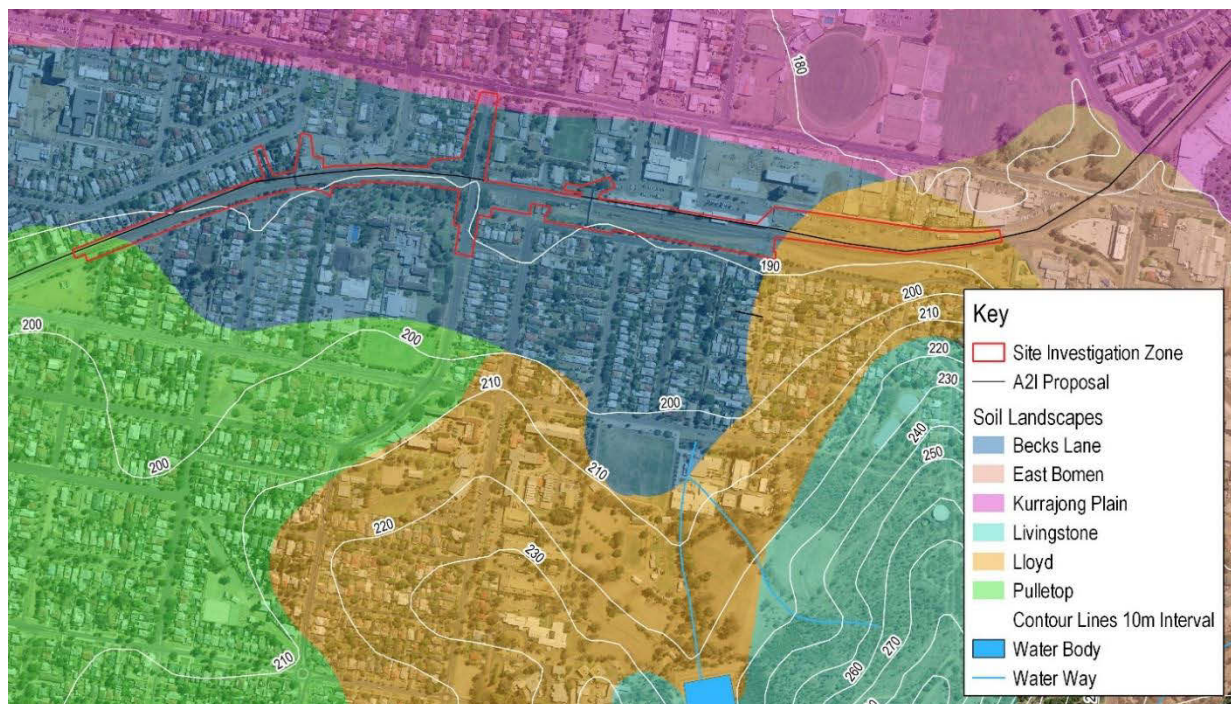 180
190
200
210
220
230
240
250
200
200
200
210
210
200
220
230
210
260
270
Key
Site Investigation Zone
A2I Proposal
Soil Landscapes
Becks Lane
East Bomen
Kurrajong Plain
Livingstone
Lloyd
Pulletop
Contour Lines 10m Interval
Water Body
Water Way